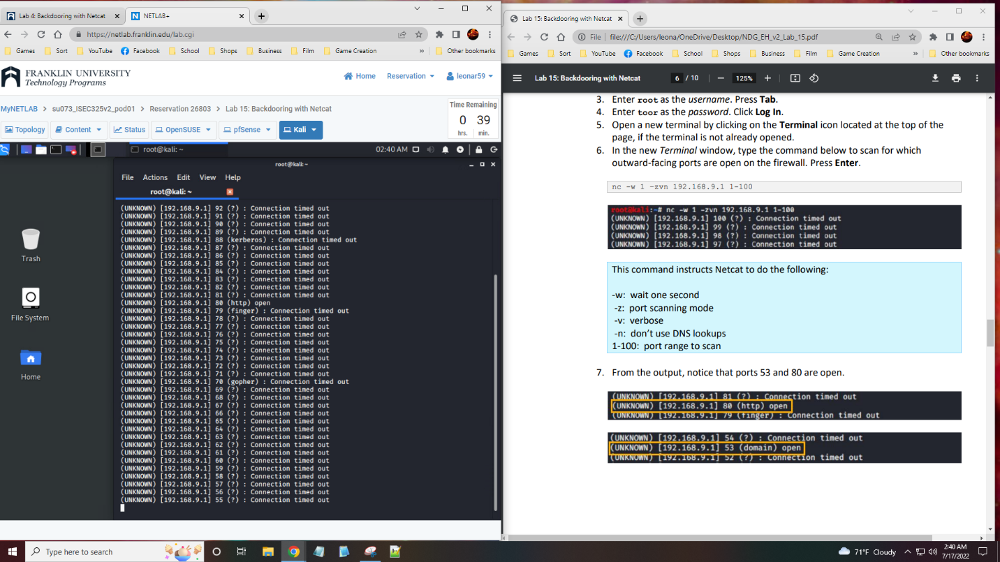 Lab 4: Backdooring with Netcat
NETLAB+
https://netlab.franklin.edu/lab.cgi
Games
Sort
YouTube
Facebook
School
Shops
Business
Film
Game Creation
»
Other bookmarks
FRANKLIN UNIVERSITY
Technology Programs
Home
Reservation
leonar59
MyNETLAB > su073_ISEC325v2_pod01 > Reservation 26803 > Lab 15: Backdooring with Netcat
Time Remaining
0 39
hrs. min.
Topology
Content
Status
OpenSUSE
pfSense
Kali
root@kali: ~
02:40 AM
root@kali:~
File Actions Edit View Help
root@kali: ~
(UNKNOWN) [192.168.9.1] 92 (?) : Connection timed out
(UNKNOWN) [192.168.9.1] 91 (?) : Connection timed out
(UNKNOWN) [192.168.9.1] 90 (?) : Connection timed out
(UNKNOWN) [192.168.9.1] 89 (?) : Connection timed out
(UNKNOWN) [192.168.9.1] 88 (kerberos) : Connection timed out
(UNKNOWN) [192.168.9.1] 87 (?) : Connection timed out
(UNKNOWN) [192.168.9.1] 86 (?) : Connection timed out
(UNKNOWN) [192.168.9.1] 85 (?) : Connection timed out
(UNKNOWN) [192.168.9.1] 84 (?) : Connection timed out
(UNKNOWN) [192.168.9.1] 83 (?) : Connection timed out
(UNKNOWN) [192.168.9.1] 82 (?) : Connection timed out
(UNKNOWN) [192.168.9.1] 81 (?) : Connection timed out
(UNKNOWN) [192.168.9.1] 80 (http) open
(UNKNOWN) [192.168.9.1] 79 (finger) : Connection timed out
(UNKNOWN) [192.168.9.1] 78 (?) : Connection timed out
(UNKNOWN) [192.168.9.1] 77 (?) : Connection timed out
(UNKNOWN) [192.168.9.1] 76 (?) : Connection timed out
(UNKNOWN) [192.168.9.1] 75 (?) : Connection timed out
(UNKNOWN) [192.168.9.1] 74 (?) : Connection timed out
(UNKNOWN) [192.168.9.1] 73 (?) : Connection timed out
(UNKNOWN) [192.168.9.1] 72 (?) : Connection timed out
(UNKNOWN) [192.168.9.1] 71 (?) : Connection timed out
(UNKNOWN) [192.168.9.1] 70 (gopher) : Connection timed out
(UNKNOWN) [192.168.9.1] 69 (?) : Connection timed out
(UNKNOWN) [192.168.9.1] 68 (?) : Connection timed out
(UNKNOWN) [192.168.9.1] 67 (?) : Connection timed out
(UNKNOWN) [192.168.9.1] 66 (?) : Connection timed out
(UNKNOWN) [192.168.9.1] 65 (?) : Connection timed out
(UNKNOWN) [192.168.9.1] 64 (?) : Connection timed out
(UNKNOWN) [192.168.9.1] 63 (?) : Connection timed out
(UNKNOWN) [192.168.9.1] 62 (?) : Connection timed out
(UNKNOWN) [192.168.9.1] 61 (?) : Connection timed out
(UNKNOWN) [192.168.9.1] 60 (?) : Connection timed out
(UNKNOWN) [192.168.9.1] 59 (?) : Connection timed out
(UNKNOWN) [192.168.9.1] 58 (?) : Connection timed out
(UNKNOWN) [192.168.9.1] 57 (?) : Connection timed out
(UNKNOWN) [192.168.9.1] 56 (?) : Connection timed out
(UNKNOWN) [192.168.9.1] 55 (?) : Connection timed out
Trash
File System
Home
Lab 15: Backdooring with Netcat
File
file:///C:/Users/leona/OneDrive/Desktop/NDG_EH_v2_Lab_15.pdf
Games
Sort
YouTube
Facebook
School
Shops
Business
Film
Game Creation
»
Other bookmarks
Lab 15: Backdooring with Netcat
6 / 10
125%
3. Enter root as the username. Press Tab.
4. Enter toor as the password. Click Log In.
5. Open a new terminal by clicking on the Terminal icon located at the top of the
page, if the terminal is not already opened.
6. In the new Terminal window, type the command below to scan for which
outward-facing ports are open on the firewall. Press Enter.
nc -w 1 -zvn 192.168.9.1 1-100
root@kali:~# nc -w 1 -zvn 192.168.9.1 1-100
(UNKNOWN) [192.168.9.1] 100 (?) : Connection timed out
(UNKNOWN) [192.168.9.1] 99 (?) : Connection timed out
(UNKNOWN) [192.168.9.1] 98 (?) : Connection timed out
(UNKNOWN) [192.168.9.1] 97 (?) : Connection timed out
This command instructs Netcat to do the following:
-w: wait one second
-z: port scanning mode
-v: verbose
-n: don’t use DNS lookups
1-100: port range to scan
7. From the output, notice that ports 53 and 80 are open.
(UNKNOWN) [192.168.9.1] 81 (?) : Connection timed out
(UNKNOWN) [192.168.9.1] 80 (http) open
(UNKNOWN) [192.168.9.1] 79 (finger) : Connection timed out
(UNKNOWN) [192.168.9.1] 54 (?) : Connection timed out
(UNKNOWN) [192.168.9.1] 53 (domain) open
(UNKNOWN) [192.168.9.1] 52 (?) : Connection timed out
Type here to search
71°F Cloudy
2:40 AM
7/17/2022